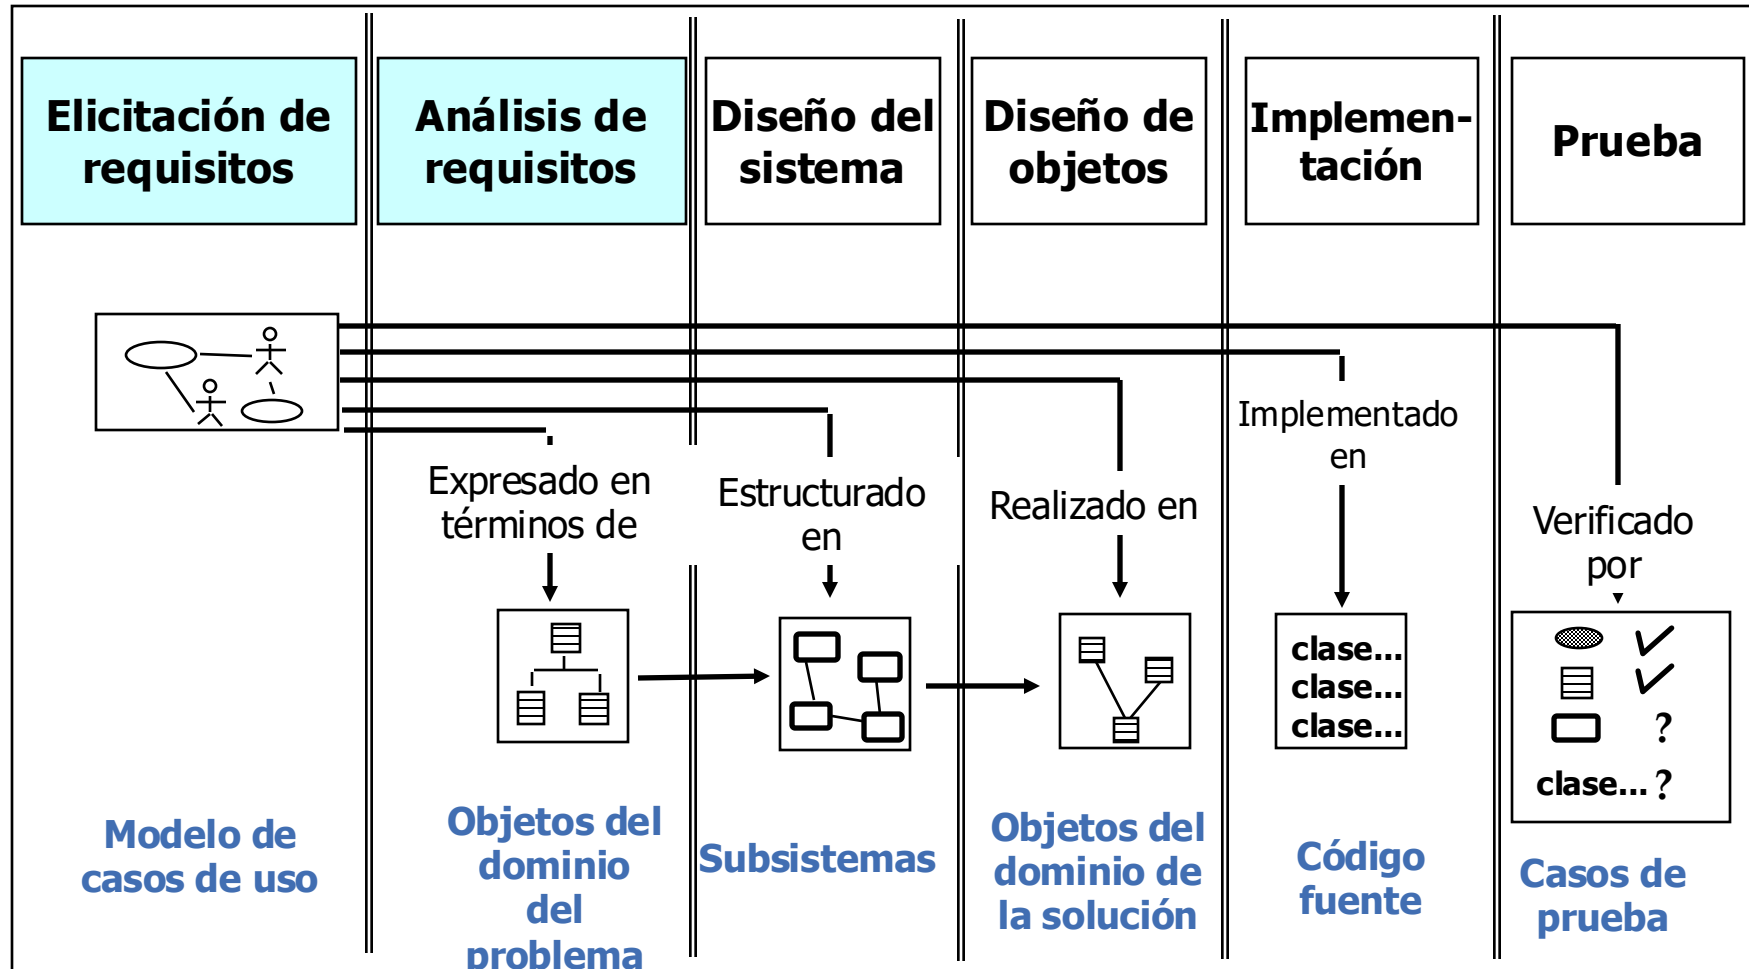 Elicitación de
requisitos
Análisis de
requisitos
Diseño del
sistema
Diseño de
objetos
Implemen-
tación
Prueba
Expresado en
términos de
Estructurado
en
Realizado en
Implementado
en
Verificado
por
clase...
clase...
clase...
?
clase... ?
Modelo de
casos de uso
Objetos del
dominio
del
problema
Subsistemas
Objetos del
dominio de
la solución
Código
fuente
Casos de
prueba